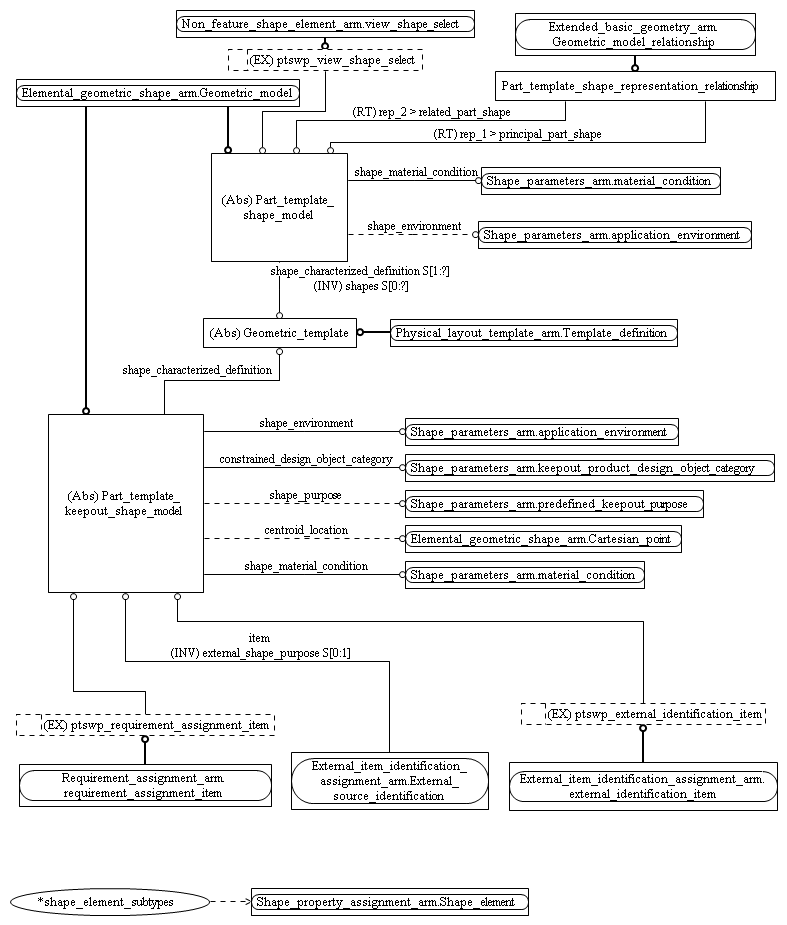 Non_feature_shape_element_arm.view_shape_select
Extended_basic_geometry_arm.
Geometric_model_relationship
(EX) ptswp_view_shape_select
Elemental_geometric_shape_arm.Geometric_model
Part_template_shape_representation_relationship
(RT) rep_2 > related_part_shape
(RT) rep_1 > principal_part_shape
(Abs) Part_template_
shape_model
shape_material_condition
Shape_parameters_arm.material_condition
shape_environment
Shape_parameters_arm.application_environment
shape_characterized_definition S[1:?]
(INV) shapes S[0:?]
(Abs) Geometric_template
Physical_layout_template_arm.Template_definition
shape_characterized_definition
(Abs) Part_template_
keepout_shape_model
shape_environment
Shape_parameters_arm.application_environment
constrained_design_object_category
Shape_parameters_arm.keepout_product_design_object_category
shape_purpose
Shape_parameters_arm.predefined_keepout_purpose
centroid_location
Elemental_geometric_shape_arm.Cartesian_point
shape_material_condition
Shape_parameters_arm.material_condition
item
(INV) external_shape_purpose S[0:1]
(EX) ptswp_requirement_assignment_item
(EX) ptswp_external_identification_item
Requirement_assignment_arm.
requirement_assignment_item
External_item_identification_
assignment_arm.External_
source_identification
External_item_identification_assignment_arm.
external_identification_item
*shape_element_subtypes
Shape_property_assignment_arm.Shape_element